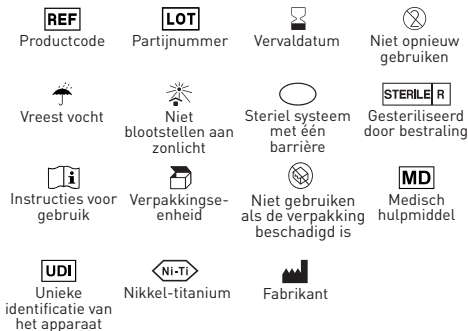 REF
Productcode
LOT
Partijnummer
Vervaldatum
2
Niet opnieuw
gebruiken
Vreest vocht
Niet
blootstellen aan
zonlicht
Steriel systeem
met één
barrière
STERILE R
Gesteriliseerd
door bestraling
i
Instructies voor
gebruik
Verpakkingse-
enheid
Niet gebruiken
als de verpakking
beschadigd is
MD
Medisch
hulpmiddel
UDI
Unieke
identificatie van
het apparaat
Ni-Ti
Nikkel-titanium
Fabrikant